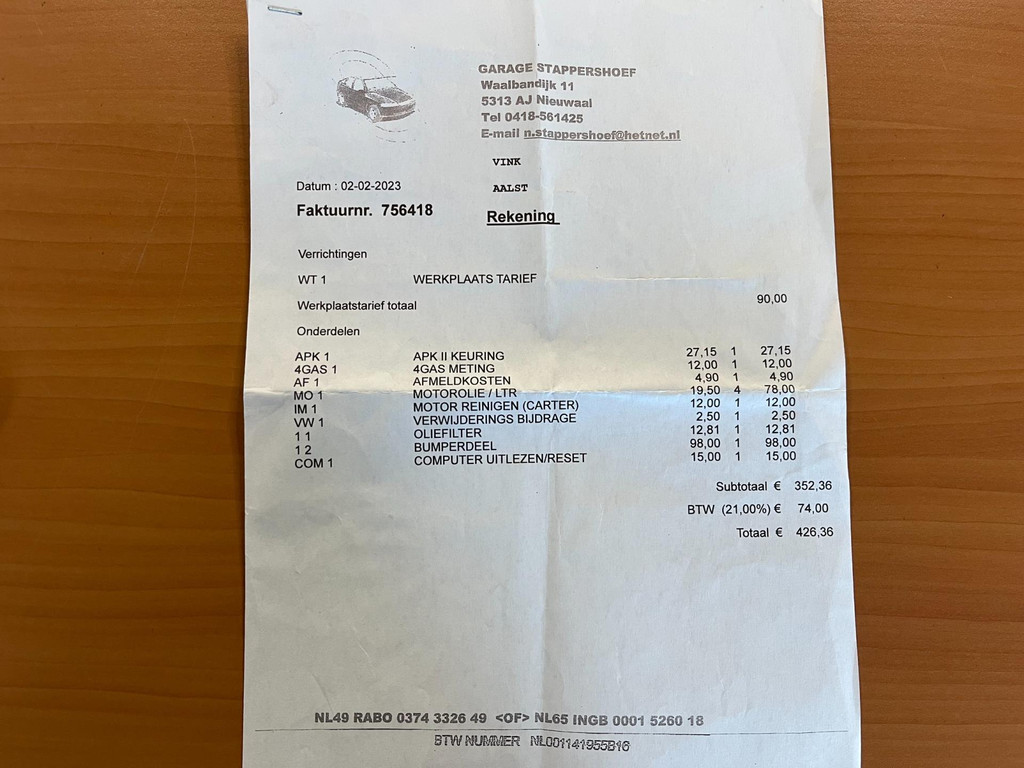 GARAGE STAPPERSHOEF
Waalbandijk 11
5313 AJ Nieuwaal
Tel 0418-561425
E-mail n.stappershoef@hetnet.nl
VINK
Datum : 02-02-2023
AALST
Faktuurnr. 756418
Rekening
Verrichtingen
WT 1 WERKPLAATS TARIEF
Werkplaatstarief totaal 90,00
Onderdelen
APK 1 APK II KEURING 27,15 1 27,15
4GAS 1 4GAS METING 12,00 1 12,00
AF 1 AFMELDKOSTEN 4,90 1 4,90
MO 1 MOTOROLIE / LTR 19,50 4 78,00
IM 1 MOTOR REINIGEN (CARTER) 12,00 1 12,00
VW 1 VERWIJDERINGS BIJDRAGE 2,50 1 2,50
1 1 OLIEFILTER 12,81 1 12,81
1 2 BUMPERDEEL 98,00 1 98,00
COM 1 COMPUTER UITLEZEN/RESET 15,00 1 15,00
Subtotaal € 352,36
BTW (21,00%) € 74,00
Totaal € 426,36
NL49 RABO 0374 3326 49 <OF> NL65 INGB 0001 5260 18
BTW NUMMER NL001141955B16